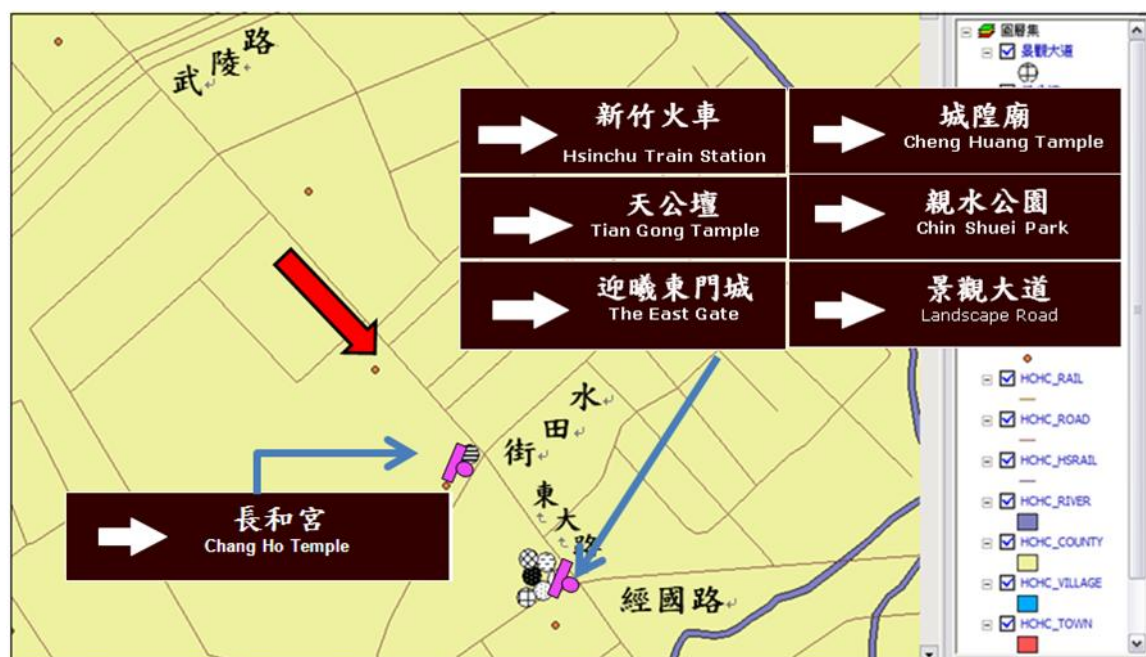 武陵路
新竹火車
Hsinchu Train Station
城隍廟
Cheng Huang Tample
天公壇
Tian Gong Tample
親水公園
Chin Shuei Park
迎曦東門城
The East Gate
景觀大道
Landscape Road
水田街
東大路
長和宮
Chang Ho Temple
經國路
圖層集
景觀大道
HCHC_RAIL
HCHC_ROAD
HCHC_HSRAIL
HCHC_RIVER
HCHC_COUNTY
HCHC_VILLAGE
HCHC_TOWN